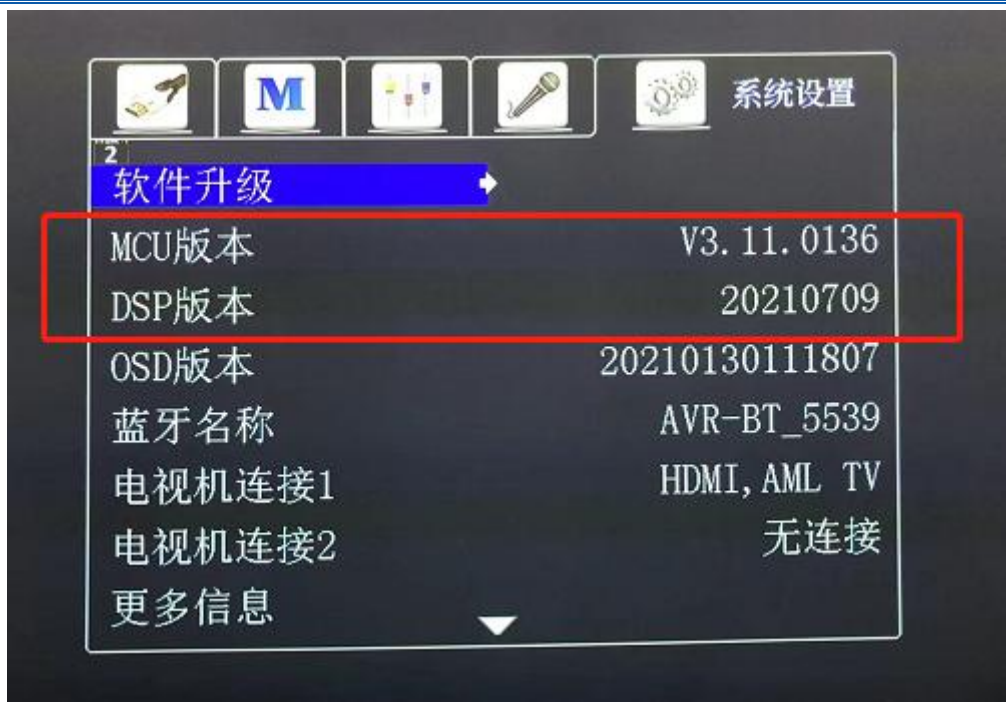 M
系统设置
2
软件升级
MCU版本 V3.11.0136
DSP版本 20210709
OSD版本 20210130111807
蓝牙名称 AVR-BT_5539
电视机连接1 HDMI,AML TV
电视机连接2 无连接
更多信息